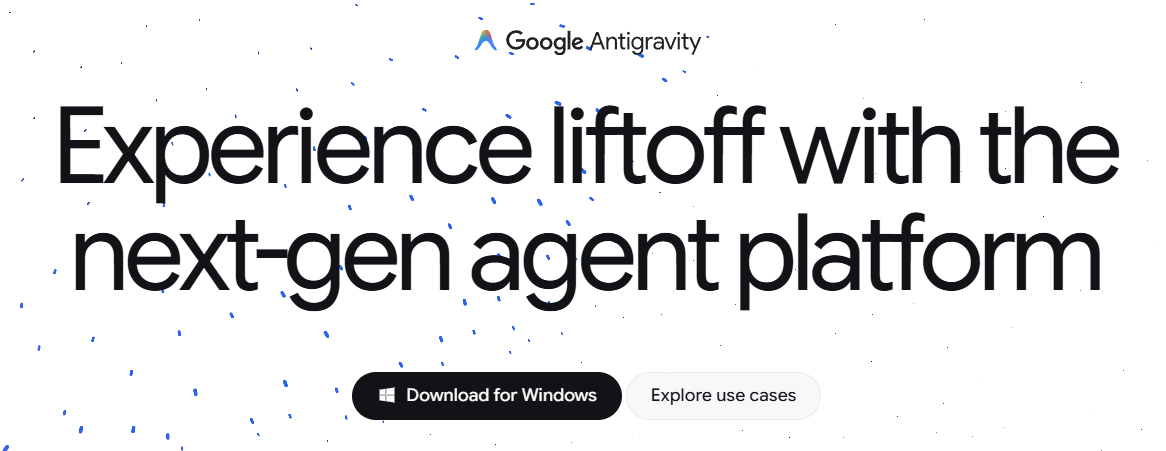 Google Antigravity
Experience liftoff with the
next-gen agent platform
Download for Windows
Explore use cases